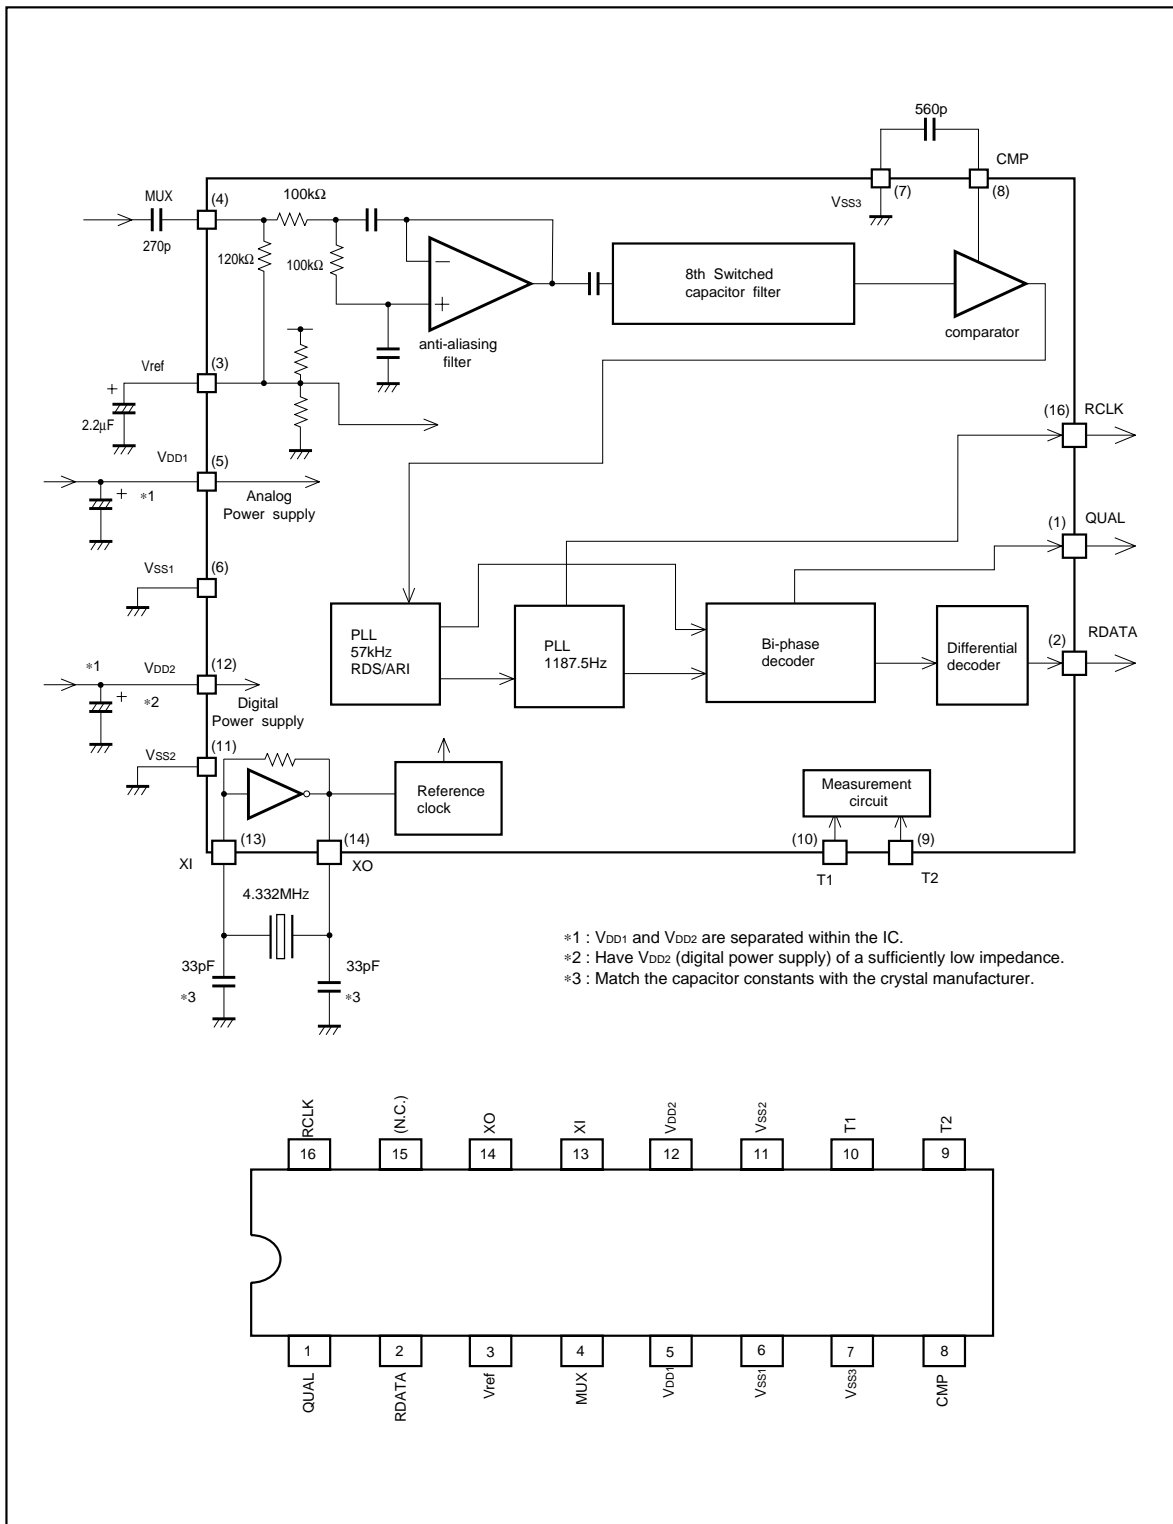 560p
CMP
(7)
(8)
VSS3
MUX
(4)
270p
100kΩ
120kΩ
100kΩ
−
+
anti-aliasing
filter
8th Switched
capacitor filter
comparator
Vref
(3)
+
2.2µF
(16)
RCLK
VDD1
(5)
+
*1
Analog
Power supply
(1)
QUAL
VSS1
(6)
PLL
57kHz
RDS/ARI
PLL
1187.5Hz
Bi-phase
decoder
Differential
decoder
RDATA
(2)
*1
VDD2
(12)
+
*2
Digital
Power supply
VSS2
(11)
Reference
clock
Measurement
circuit
(13)
(14)
XI
XO
(10)
(9)
T1
T2
4.332MHz
33pF
*3
33pF
*3
*1 : VDD1 and VDD2 are separated within the IC.
*2 : Have VDD2 (digital power supply) of a sufficiently low impedance.
*3 : Match the capacitor constants with the crystal manufacturer.
RCLK
(N.C.)
XO
XI
VDD2
VSS2
T1
T2
16
15
14
13
12
11
10
9
1
2
3
4
5
6
7
8
QUAL
RDATA
Vref
MUX
VDD1
VSS1
VSS3
CMP